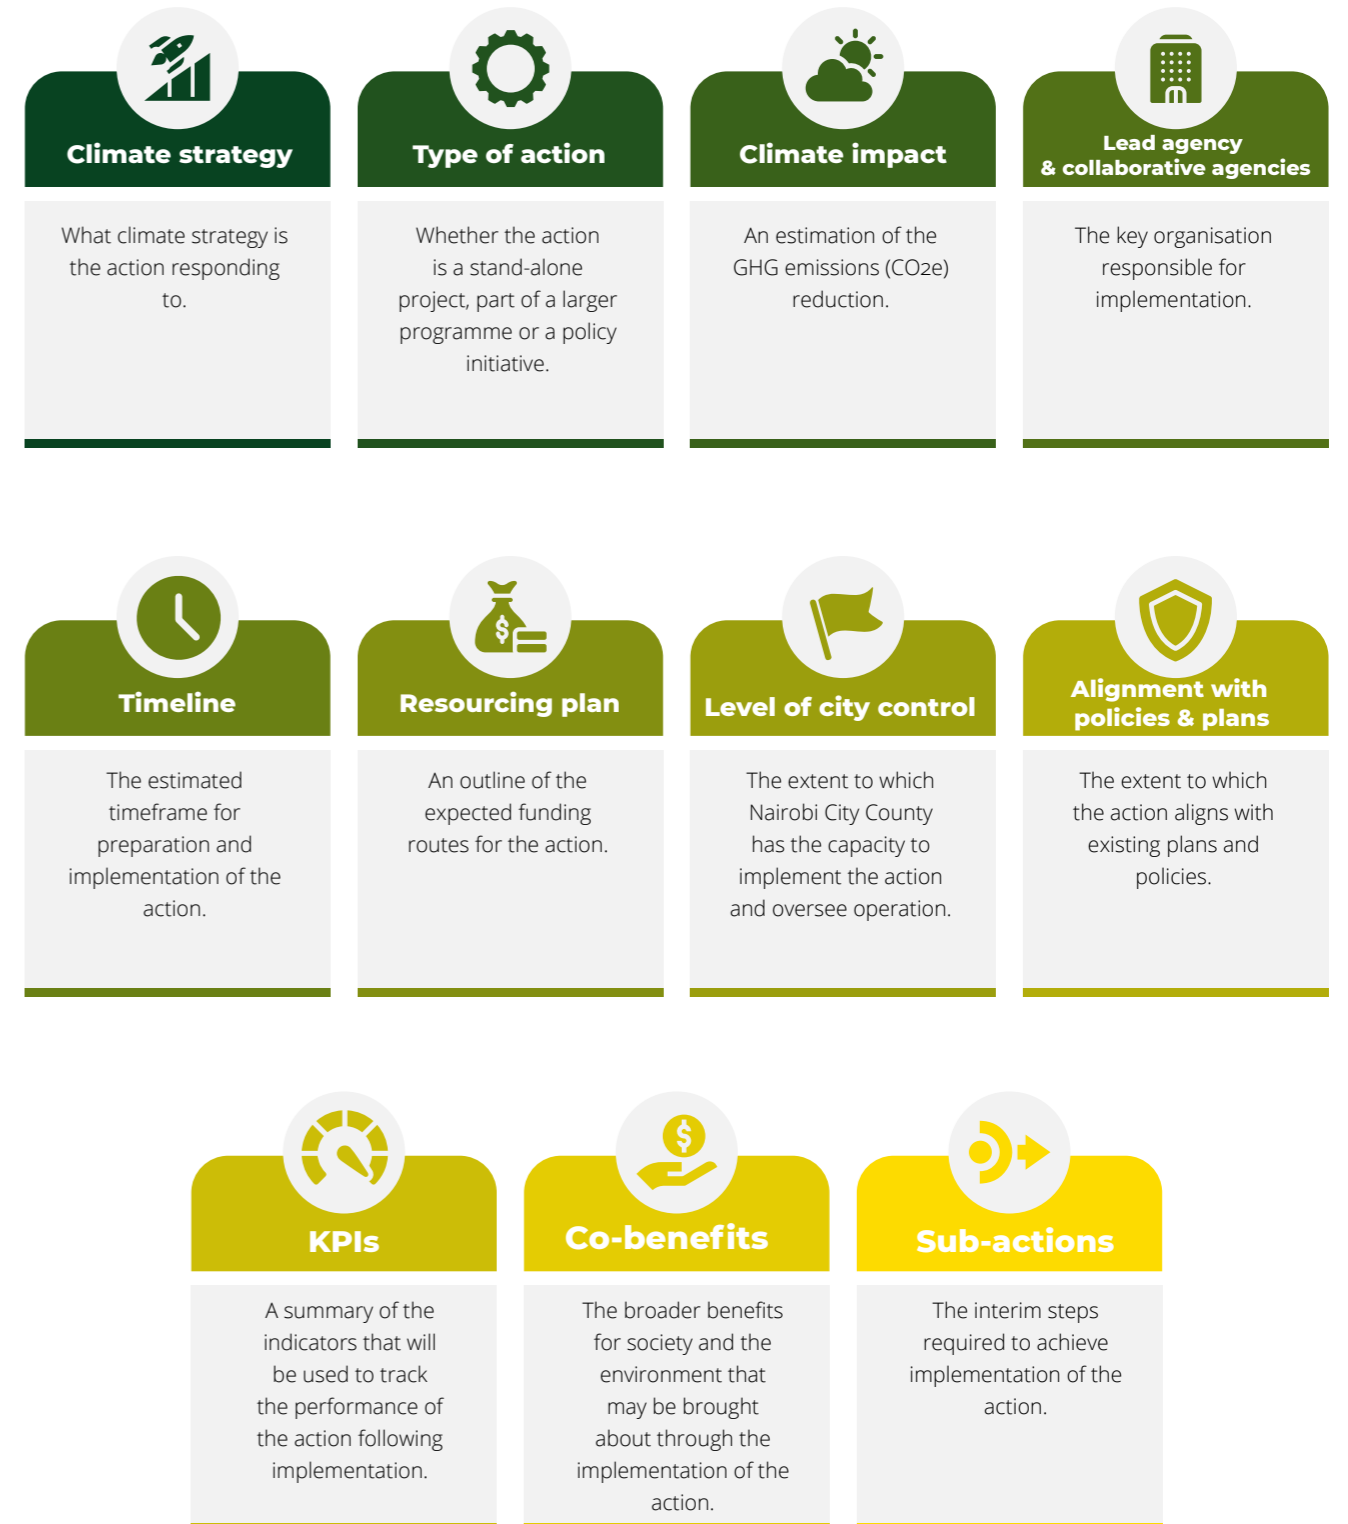 Climate strategy
What climate strategy is
the action responding
to.
Type of action
Whether the action
is a stand-alone
project, part of a larger
programme or a policy
initiative.
Climate impact
An estimation of the
GHG emissions (CO2e)
reduction.
Lead agency
& collaborative agencies
The key organisation
responsible for
implementation.
Timeline
The estimated
timeframe for
preparation and
implementation of the
action.
$
Resourcing plan
An outline of the
expected funding
routes for the action.
Level of city control
The extent to which
Nairobi City County
has the capacity to
implement the action
and oversee operation.
Alignment with
policies & plans
The extent to which
the action aligns with
existing plans and
policies.
KPIs
A summary of the
indicators that will
be used to track
the performance of
the action following
implementation.
$
Co-benefits
The broader benefits
for society and the
environment that
may be brought
about through the
implementation of the
action.
Sub-actions
The interim steps
required to achieve
implementation of the
action.